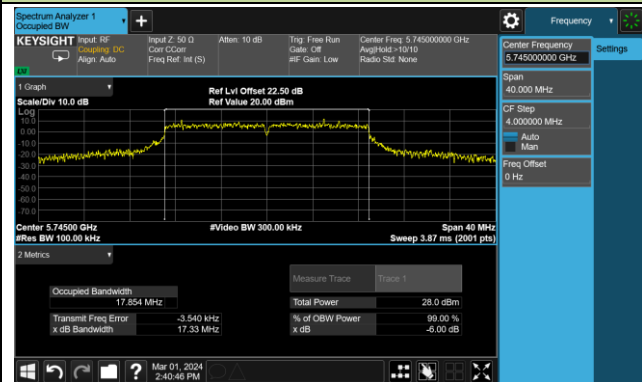 Spectrum Analyzer 1
Occupied BW
Frequency
KEYSIGHT
Input: RF
Coupling: DC
Align: Auto
Input Z: 50 Ω
Corr CCorr
Freq Ref: Int (S)
Atten: 10 dB
Trig: Free Run
Gate: Off
#IF Gain: Low
Center Freq: 5.745000000 GHz
Avg|Hold:>10/10
Radio Std: None
LXI
Center Frequency
5.745000000 GHz
Settings
Span
40.000 MHz
CF Step
4.000000 MHz
Auto
Man
Freq Offset
0 Hz
1 Graph
Scale/Div 10.0 dB
Ref Lvl Offset 22.50 dB
Ref Value 20.00 dBm
Log
10.0
0.00
-10.0
-20.0
-30.0
-40.0
-50.0
-60.0
-70.0
Center 5.74500 GHz
#Res BW 100.00 kHz
#Video BW 300.00 kHz
Span 40 MHz
Sweep 3.87 ms (2001 pts)
2 Metrics
Measure Trace
Trace 1
Occupied Bandwidth
17.854 MHz
Total Power
28.0 dBm
Transmit Freq Error
-3.540 kHz
% of OBW Power
99.00 %
x dB Bandwidth
17.33 MHz
x dB
-6.00 dB
?
Mar 01, 2024
2:40:46 PM